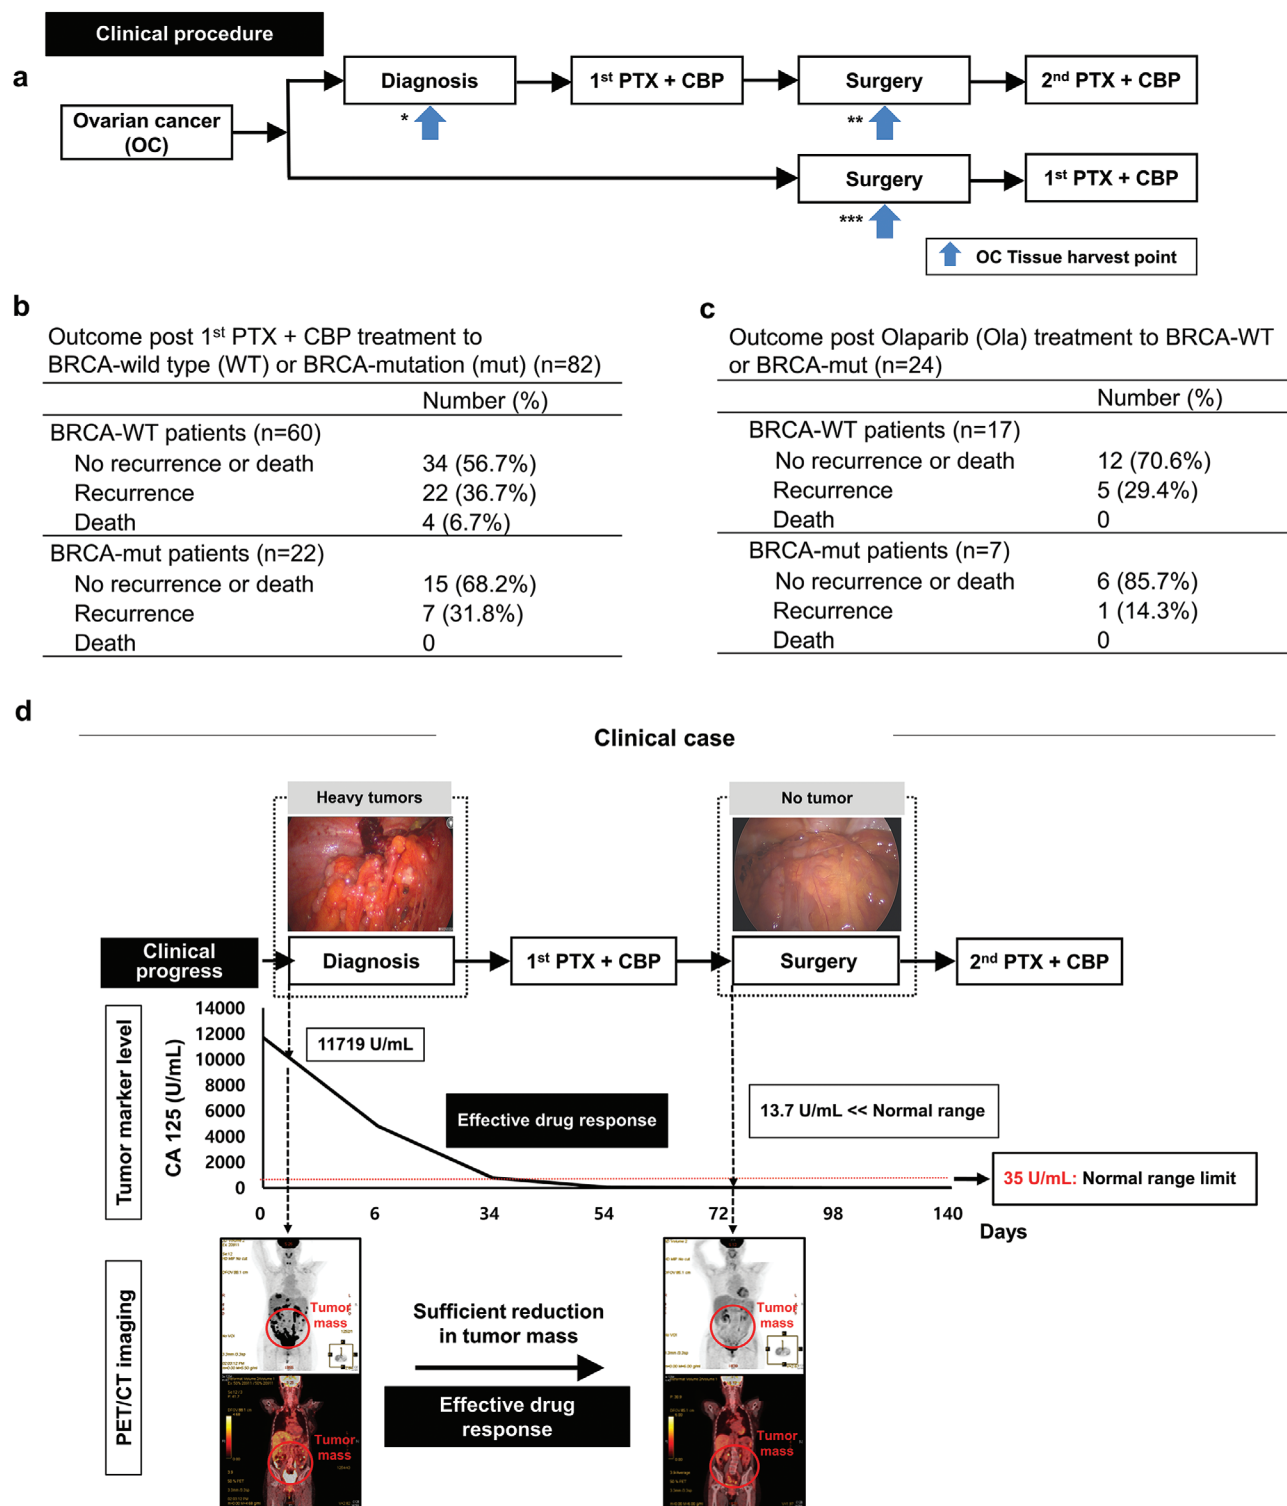 Clinical procedure
a
Ovarian cancer
(OC)
Diagnosis
1st PTX + CBP
Surgery
2nd PTX + CBP
*
**
Surgery
1st PTX + CBP
***
OC Tissue harvest point
b
Outcome post 1st PTX + CBP treatment to
BRCA-wild type (WT) or BRCA-mutation (mut) (n=82)
Number (%)
BRCA-WT patients (n=60)
No recurrence or death 34 (56.7%)
Recurrence 22 (36.7%)
Death 4 (6.7%)
BRCA-mut patients (n=22)
No recurrence or death 15 (68.2%)
Recurrence 7 (31.8%)
Death 0
c
Outcome post Olaparib (Ola) treatment to BRCA-WT
or BRCA-mut (n=24)
Number (%)
BRCA-WT patients (n=17)
No recurrence or death 12 (70.6%)
Recurrence 5 (29.4%)
Death 0
BRCA-mut patients (n=7)
No recurrence or death 6 (85.7%)
Recurrence 1 (14.3%)
Death 0
d
Clinical case
Heavy tumors
No tumor
Clinical
progress
Diagnosis
1st PTX + CBP
Surgery
2nd PTX + CBP
Tumor marker level
CA 125 (U/mL)
14000
12000
10000
8000
6000
4000
2000
0
11719 U/mL
Effective drug response
13.7 U/mL << Normal range
35 U/mL: Normal range limit
0 6 34 54 72 98 140
Days
PET/CT imaging
Tumor
mass
Tumor
mass
Sufficient reduction
in tumor mass
Effective drug
response
Tumor
mass
Tumor
mass